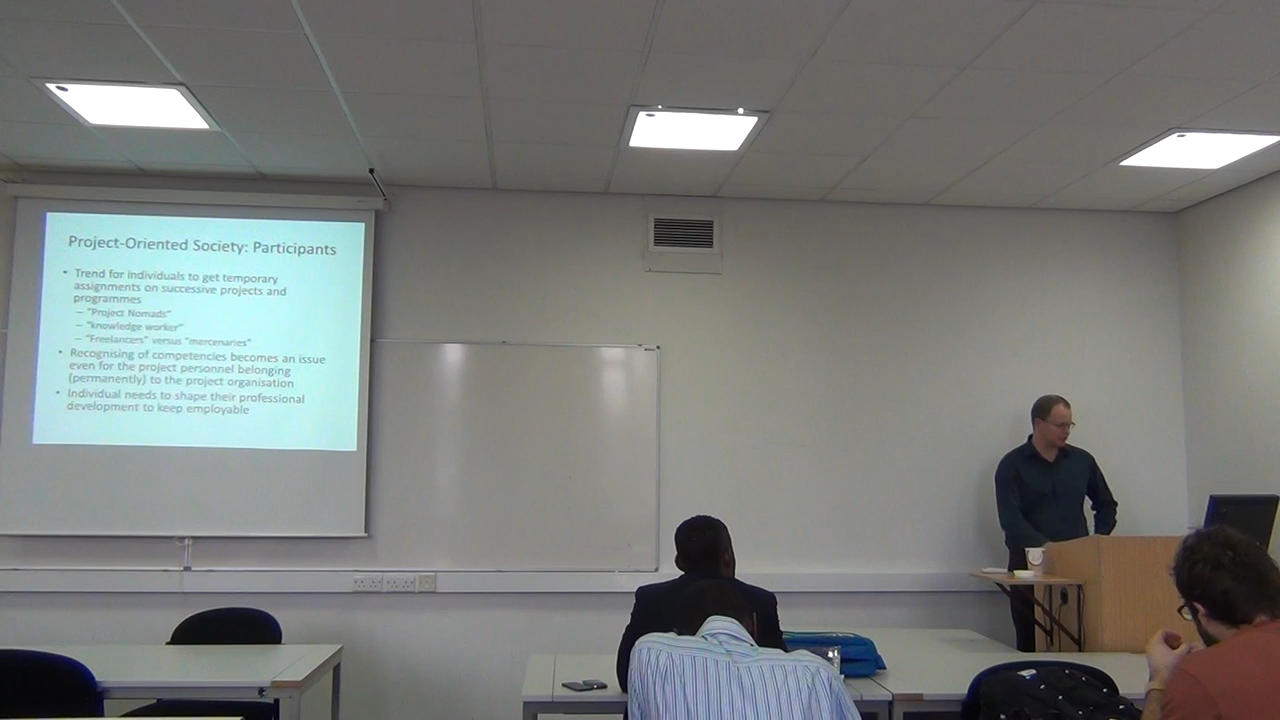 Project-Oriented Society: Participants
• Trend for individuals to get temporary
assignments on successive projects and
programmes
– "Project Nomads"
– "knowledge worker"
– "Freelancers" versus "mercenaries"
• Recognising of competencies becomes an issue
even for the project personnel belonging
(permanently) to the project organisation
• Individual needs to shape their professional
development to keep employable